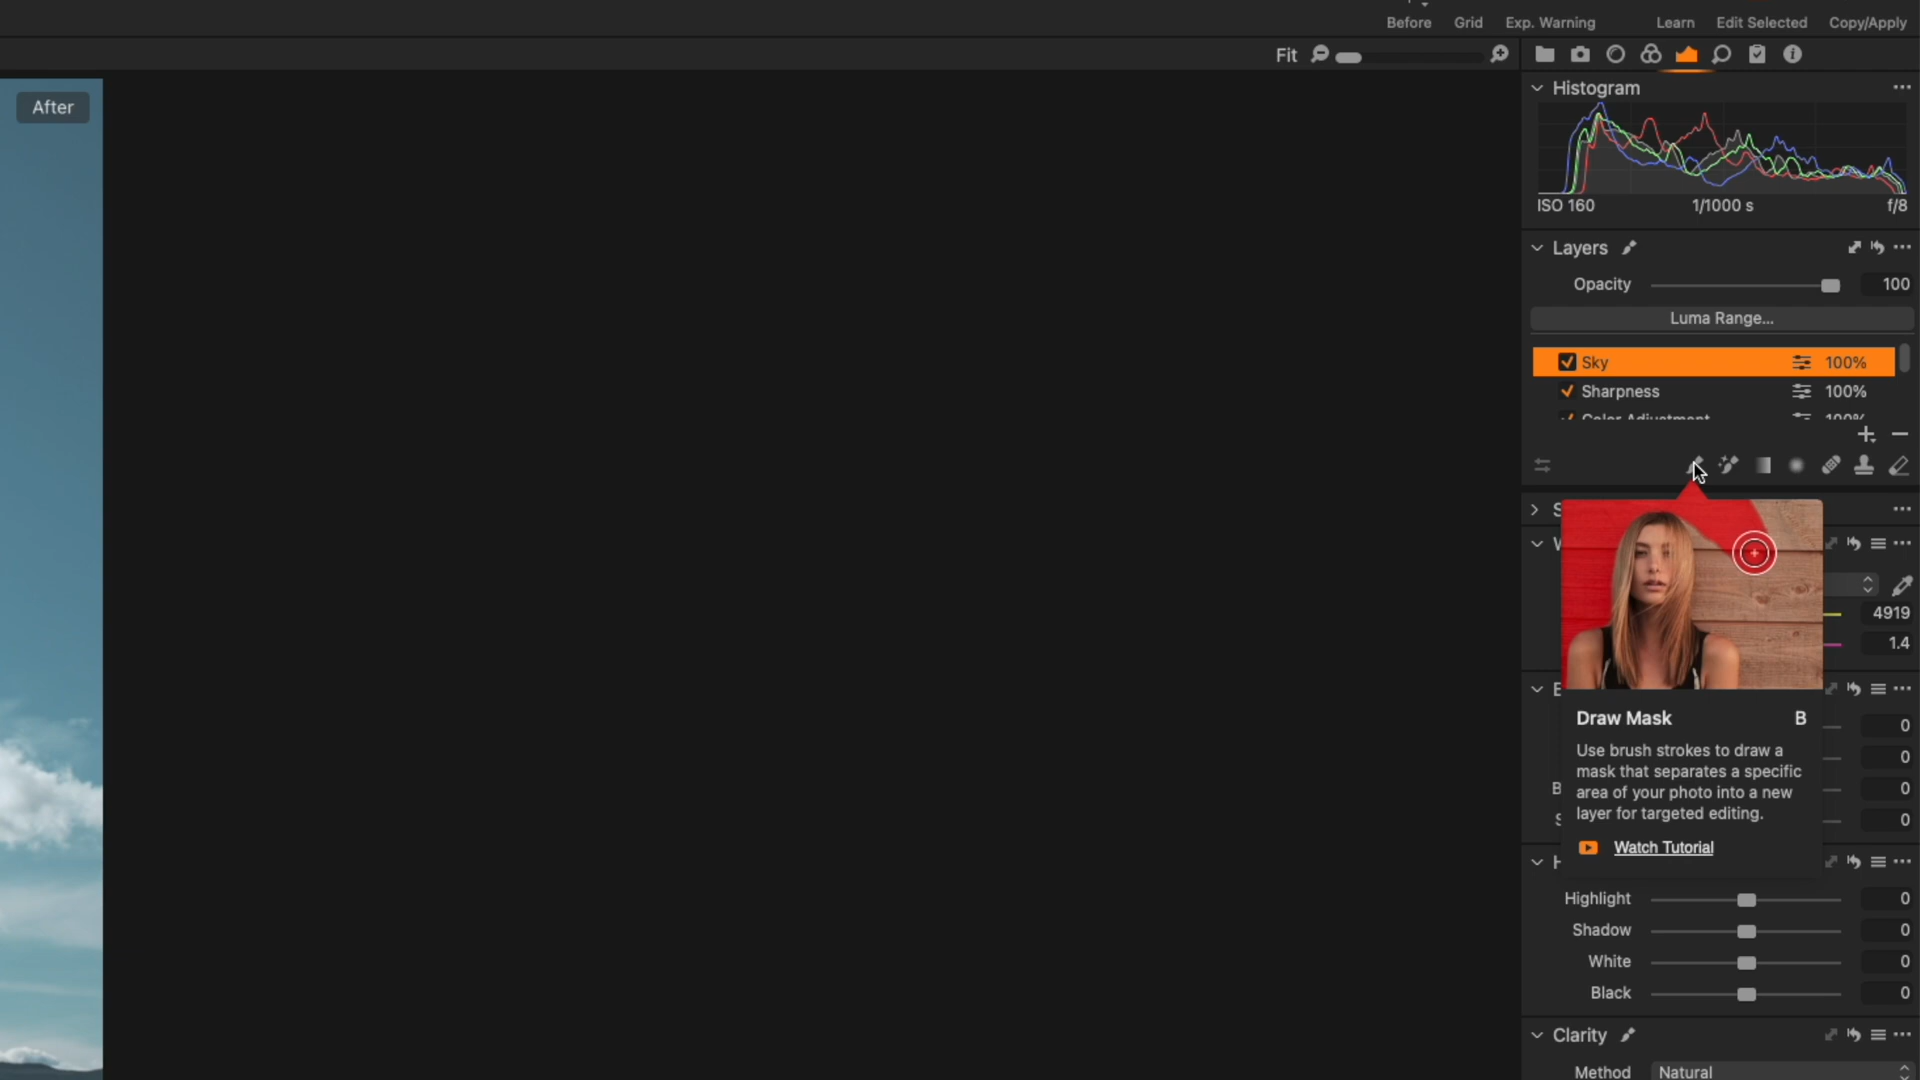 Before Grid Exp. Warning Learn Edit Selected Copy/Apply
Fit
After
Histogram
ISO 160 1/1000 s f/8
Layers
Opacity 100
Luma Range...
Sky 100%
Sharpness 100%
Color Adjustment 100%
4919
1.4
0
0
B 0
S 0
Draw Mask B
Use brush strokes to draw a
mask that separates a specific
area of your photo into a new
layer for targeted editing.
Watch Tutorial
Highlight 0
Shadow 0
White 0
Black 0
Clarity
Method Natural